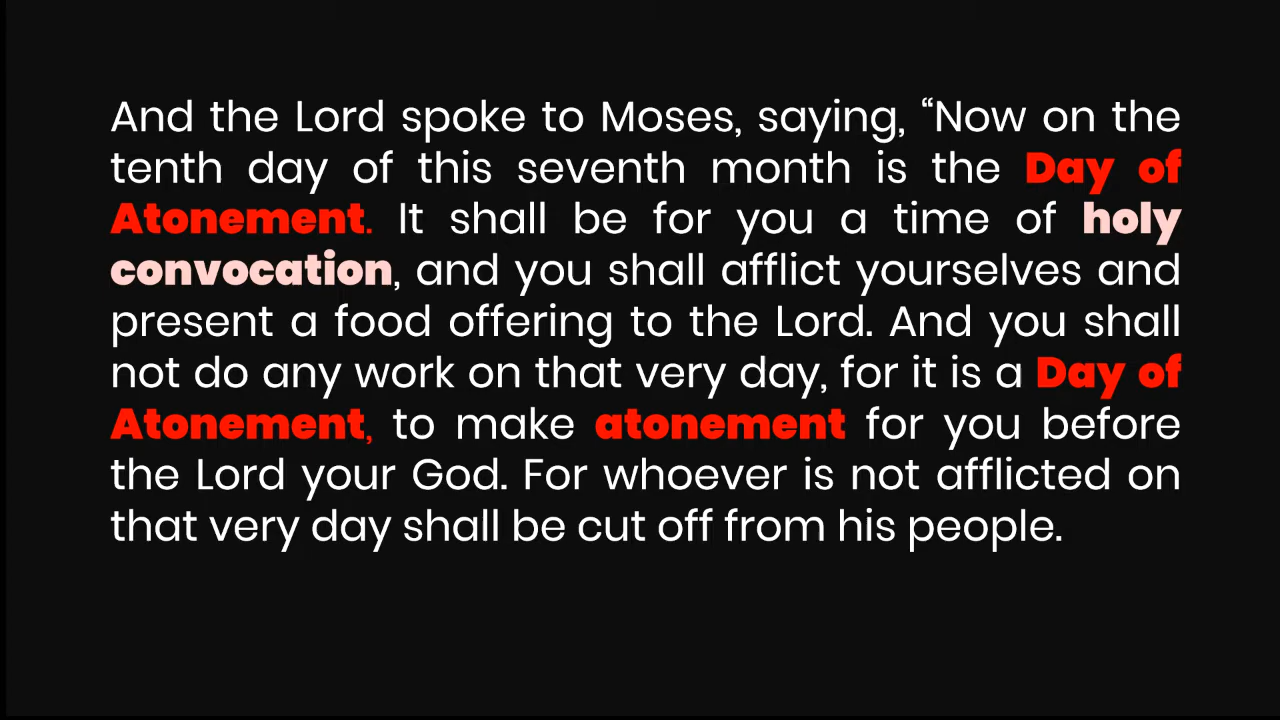 And the Lord spoke to Moses, saying, “Now on the
tenth day of this seventh month is the Day of
Atonement. It shall be for you a time of holy
convocation, and you shall afflict yourselves and
present a food offering to the Lord. And you shall
not do any work on that very day, for it is a Day of
Atonement, to make atonement for you before
the Lord your God. For whoever is not afflicted on
that very day shall be cut off from his people.